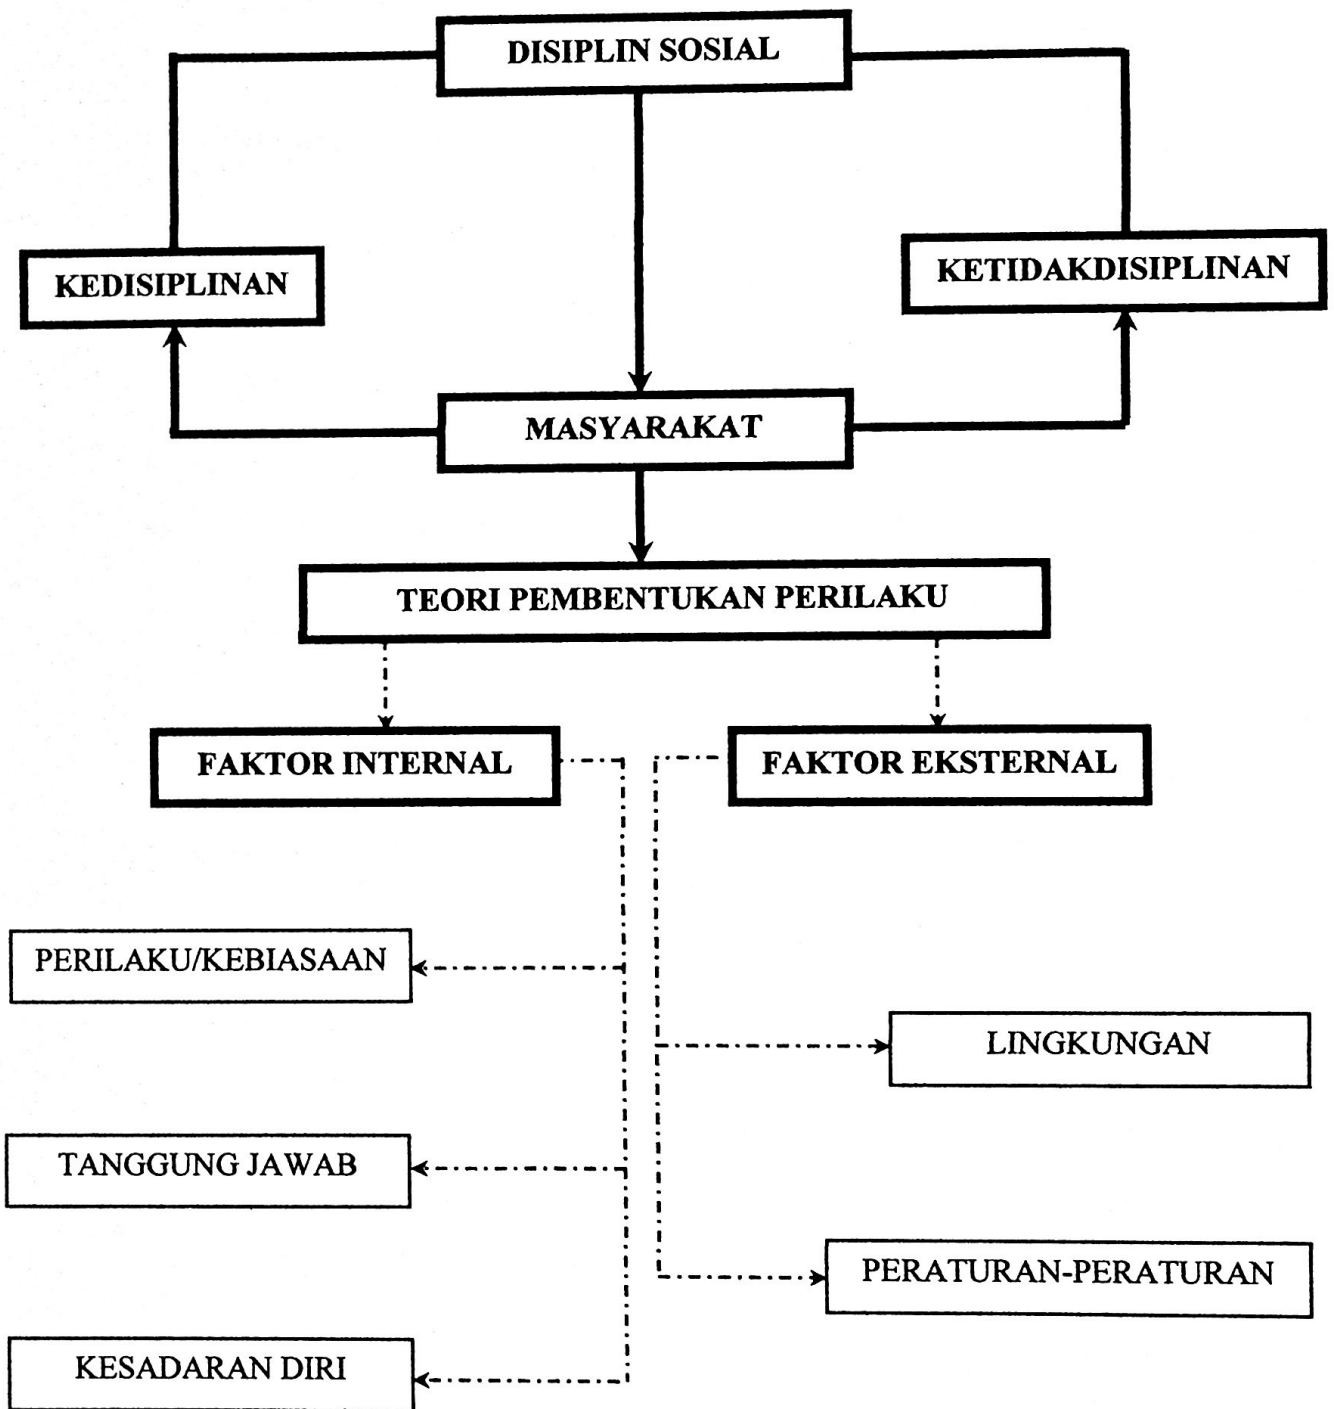 DISIPLIN SOSIAL
KEDISIPLINAN
KETIDAKDISIPLINAN
MASYARAKAT
TEORI PEMBENTUKAN PERILAKU
FAKTOR INTERNAL
FAKTOR EKSTERNAL
PERILAKU/KEBIASAAN
LINGKUNGAN
TANGGUNG JAWAB
PERATURAN-PERATURAN
KESADARAN DIRI